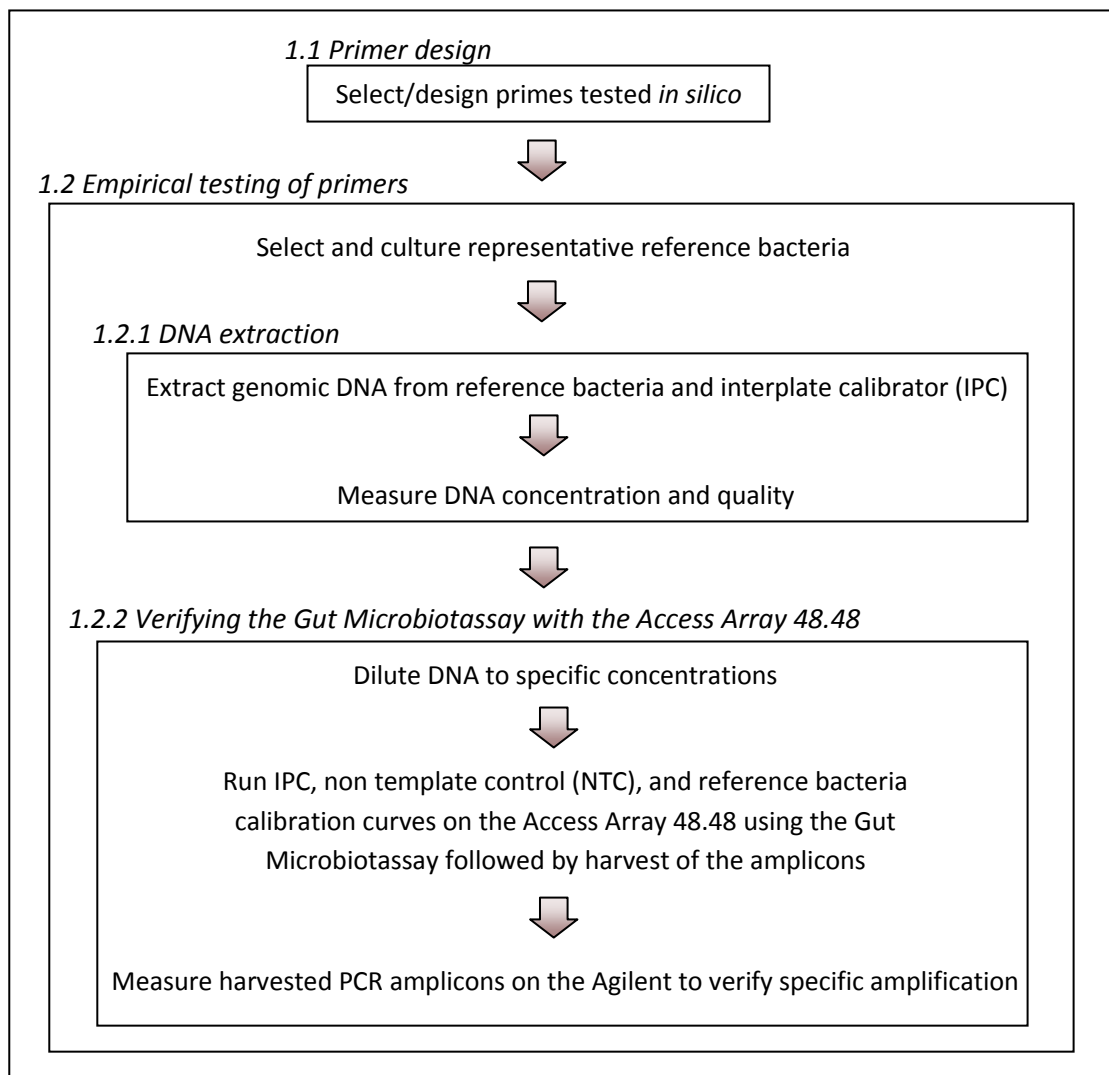 1.1 Primer design
Select/design primes tested in silico
1.2 Empirical testing of primers
Select and culture representative reference bacteria
1.2.1 DNA extraction
Extract genomic DNA from reference bacteria and interplate calibrator (IPC)
Measure DNA concentration and quality
1.2.2 Verifying the Gut Microbiotassay with the Access Array 48.48
Dilute DNA to specific concentrations
Run IPC, non template control (NTC), and reference bacteria
calibration curves on the Access Array 48.48 using the Gut
Microbiotassay followed by harvest of the amplicons
Measure harvested PCR amplicons on the Agilent to verify specific amplification